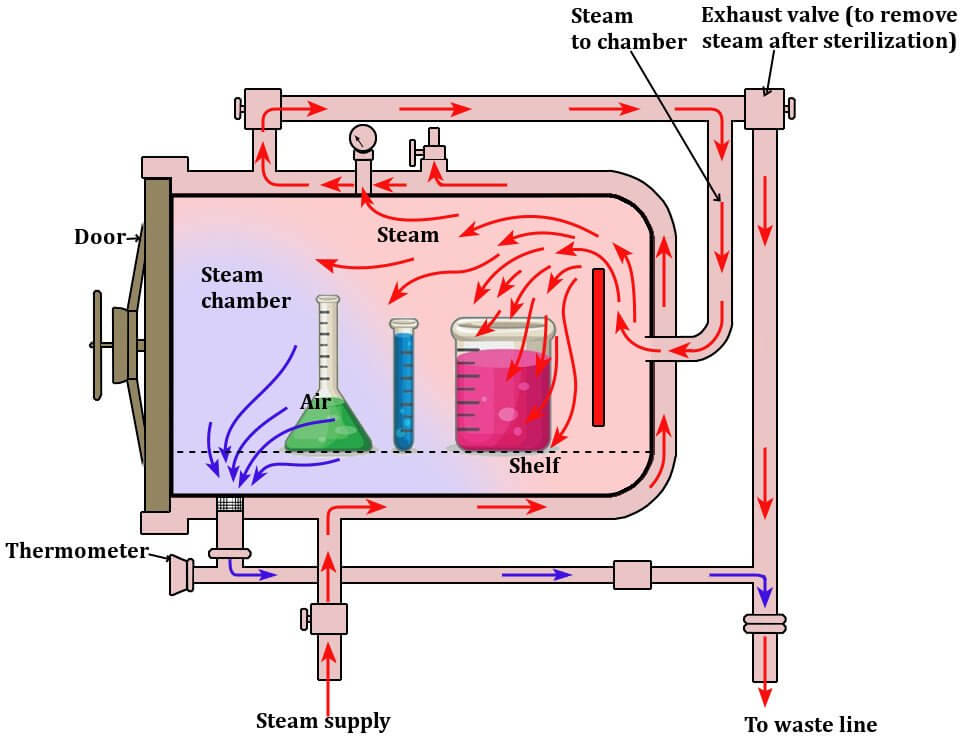 Steam
to chamber
Exhaust valve (to remove
steam after sterilization)
Door
Steam
Steam
chamber
Air
Shelf
Thermometer
Steam supply
To waste line